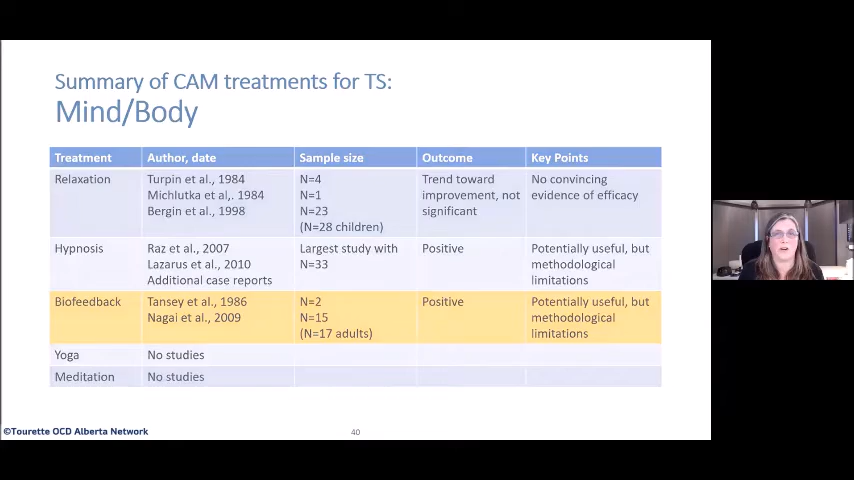 Summary of CAM treatments for TS:
Mind/Body
Treatment Author, date Sample size Outcome Key Points
Relaxation Turpin et al., 1984 N=4 Trend toward No convincing
Michlutka et al,. 1984 N=1 improvement, not evidence of efficacy
Bergin et al., 1998 N=23 significant
(N=28 children)
Hypnosis Raz et al., 2007 Largest study with Positive Potentially useful, but
Lazarus et al., 2010 N=33 methodological
Additional case reports limitations
Biofeedback Tansey et al., 1986 N=2 Positive Potentially useful, but
Nagai et al., 2009 N=15 methodological
(N=17 adults) limitations
Yoga No studies
Meditation No studies
©Tourette OCD Alberta Network 40